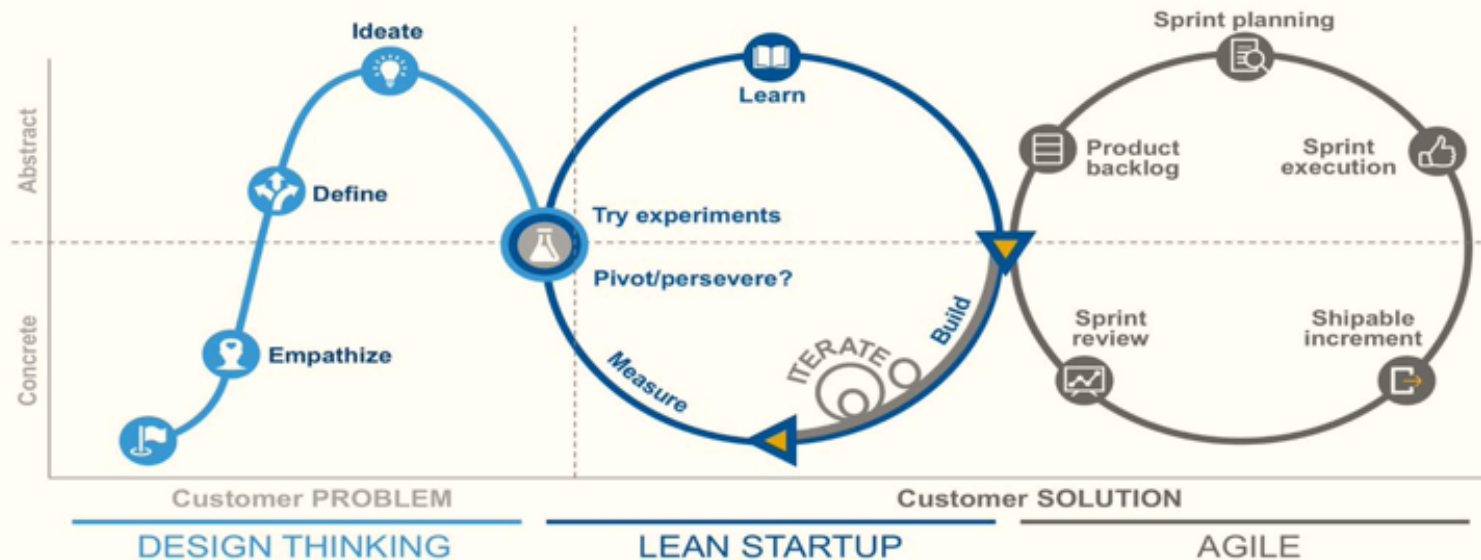 Ideate
Define
Empathize
Abstract
Concrete
Learn
Try experiments
Pivot/persevere?
Measure
ITERATE
Build
Sprint planning
Product
backlog
Sprint
execution
Sprint
review
Shipable
increment
Customer PROBLEM
Customer SOLUTION
DESIGN THINKING
LEAN STARTUP
AGILE